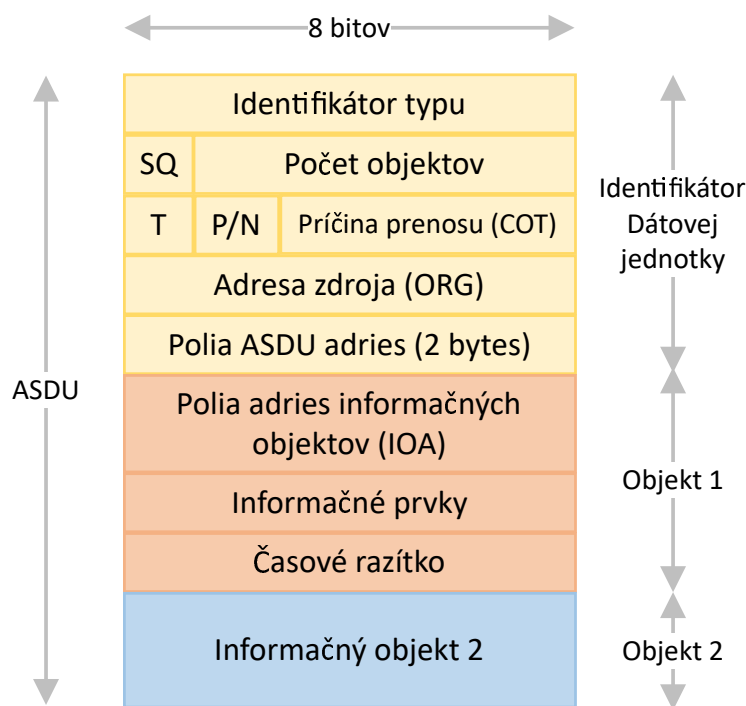 8 bitov
Identifikátor typu
SQ
Počet objektov
T
P/N
Príčina prenosu (COT)
Adresa zdroja (ORG)
Polia ASDU adries (2 bytes)
Identifikátor
Dátovej
jednotky
ASDU
Polia adries informačných
objektov (IOA)
Informačné prvky
Časové razítko
Objekt 1
Informačný objekt 2
Objekt 2